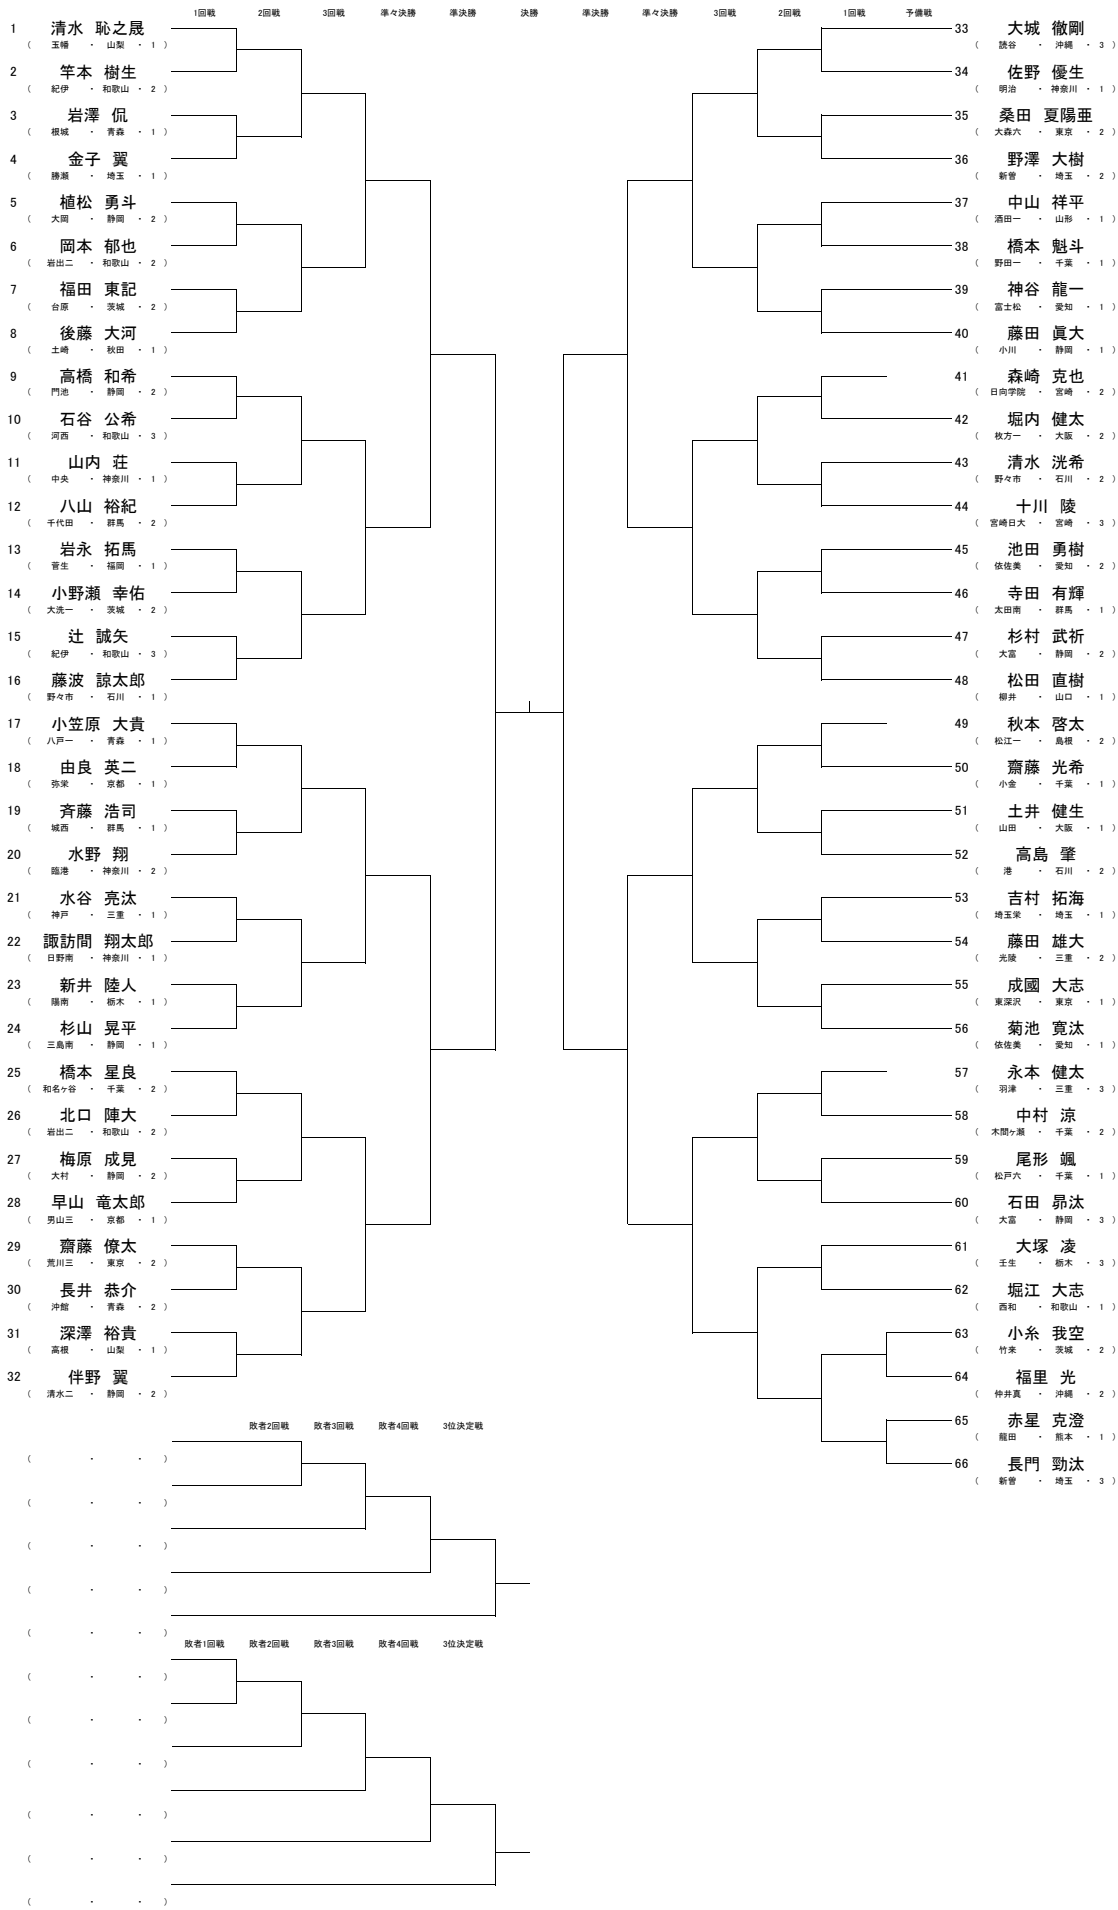 1回戦 2回戦 3回戦 準々決勝 準決勝 決勝 準決勝 準々決勝 3回戦 2回戦 1回戦 予備戦
1 清水 恥之晟
（ 玉幡 ・ 山梨 ・ 1 ）
2 竿本 樹生
（ 紀伊 ・ 和歌山 ・ 2 ）
3 岩澤 侃
（ 根城 ・ 青森 ・ 1 ）
4 金子 翼
（ 勝瀬 ・ 埼玉 ・ 1 ）
5 植松 勇斗
（ 大岡 ・ 静岡 ・ 2 ）
6 岡本 郁也
（ 岩出二 ・ 和歌山 ・ 2 ）
7 福田 東記
（ 台原 ・ 茨城 ・ 2 ）
8 後藤 大河
（ 土崎 ・ 秋田 ・ 1 ）
9 高橋 和希
（ 門池 ・ 静岡 ・ 2 ）
10 石谷 公希
（ 河西 ・ 和歌山 ・ 3 ）
11 山内 荘
（ 中央 ・ 神奈川 ・ 1 ）
12 八山 裕紀
（ 千代田 ・ 群馬 ・ 2 ）
13 岩永 拓馬
（ 菅生 ・ 福岡 ・ 1 ）
14 小野瀬 幸佑
（ 大洗一 ・ 茨城 ・ 2 ）
15 辻 誠矢
（ 紀伊 ・ 和歌山 ・ 3 ）
16 藤波 諒太郎
（ 野々市 ・ 石川 ・ 1 ）
17 小笠原 大貴
（ 八戸一 ・ 青森 ・ 1 ）
18 由良 英二
（ 弥栄 ・ 京都 ・ 1 ）
19 斉藤 浩司
（ 城西 ・ 群馬 ・ 1 ）
20 水野 翔
（ 臨港 ・ 神奈川 ・ 2 ）
21 水谷 亮汰
（ 神戸 ・ 三重 ・ 1 ）
22 諏訪間 翔太郎
（ 日野南 ・ 神奈川 ・ 1 ）
23 新井 陸人
（ 陽南 ・ 栃木 ・ 1 ）
24 杉山 晃平
（ 三島南 ・ 静岡 ・ 1 ）
25 橋本 星良
（ 和名ヶ谷 ・ 千葉 ・ 2 ）
26 北口 陣大
（ 岩出二 ・ 和歌山 ・ 2 ）
27 梅原 成見
（ 大村 ・ 静岡 ・ 2 ）
28 早山 竜太郎
（ 男山三 ・ 京都 ・ 1 ）
29 齋藤 僚太
（ 荒川三 ・ 東京 ・ 2 ）
30 長井 恭介
（ 沖館 ・ 青森 ・ 2 ）
31 深澤 裕貴
（ 高根 ・ 山梨 ・ 1 ）
32 伴野 翼
（ 清水二 ・ 静岡 ・ 2 ）
33 大城 徹剛
（ 読谷 ・ 沖縄 ・ 3 ）
34 佐野 優生
（ 明治 ・ 神奈川 ・ 1 ）
35 桑田 夏陽亜
（ 大森六 ・ 東京 ・ 2 ）
36 野澤 大樹
（ 新曽 ・ 埼玉 ・ 2 ）
37 中山 祥平
（ 酒田一 ・ 山形 ・ 1 ）
38 橋本 魁斗
（ 野田一 ・ 千葉 ・ 1 ）
39 神谷 龍一
（ 富士松 ・ 愛知 ・ 1 ）
40 藤田 眞大
（ 小川 ・ 静岡 ・ 1 ）
41 森崎 克也
（ 日向学院 ・ 宮崎 ・ 2 ）
42 堀内 健太
（ 枚方一 ・ 大阪 ・ 2 ）
43 清水 洸希
（ 野々市 ・ 石川 ・ 2 ）
44 十川 陵
（ 宮崎日大 ・ 宮崎 ・ 3 ）
45 池田 勇樹
（ 依佐美 ・ 愛知 ・ 2 ）
46 寺田 有輝
（ 太田南 ・ 群馬 ・ 1 ）
47 杉村 武祈
（ 大富 ・ 静岡 ・ 2 ）
48 松田 直樹
（ 柳井 ・ 山口 ・ 1 ）
49 秋本 啓太
（ 松江一 ・ 島根 ・ 2 ）
50 齋藤 光希
（ 小金 ・ 千葉 ・ 1 ）
51 土井 健生
（ 山田 ・ 大阪 ・ 1 ）
52 高島 肇
（ 港 ・ 石川 ・ 2 ）
53 吉村 拓海
（ 埼玉栄 ・ 埼玉 ・ 1 ）
54 藤田 雄大
（ 光陵 ・ 三重 ・ 2 ）
55 成國 大志
（ 東深沢 ・ 東京 ・ 1 ）
56 菊池 寛汰
（ 依佐美 ・ 愛知 ・ 1 ）
57 永本 健太
（ 羽津 ・ 三重 ・ 3 ）
58 中村 涼
（ 木間ヶ瀬 ・ 千葉 ・ 2 ）
59 尾形 颯
（ 松戸六 ・ 千葉 ・ 1 ）
60 石田 昴汰
（ 大富 ・ 静岡 ・ 3 ）
61 大塚 凌
（ 壬生 ・ 栃木 ・ 3 ）
62 堀江 大志
（ 西和 ・ 和歌山 ・ 1 ）
63 小糸 我空
（ 竹来 ・ 茨城 ・ 2 ）
64 福里 光
（ 仲井真 ・ 沖縄 ・ 2 ）
65 赤星 克澄
（ 龍田 ・ 熊本 ・ 1 ）
66 長門 勁汰
（ 新曽 ・ 埼玉 ・ 3 ）
敗者2回戦 敗者3回戦 敗者4回戦 3位決定戦
（ ・ ・ ）
（ ・ ・ ）
（ ・ ・ ）
（ ・ ・ ）
（ ・ ・ ）
敗者1回戦 敗者2回戦 敗者3回戦 敗者4回戦 3位決定戦
（ ・ ・ ）
（ ・ ・ ）
（ ・ ・ ）
（ ・ ・ ）
（ ・ ・ ）
（ ・ ・ ）